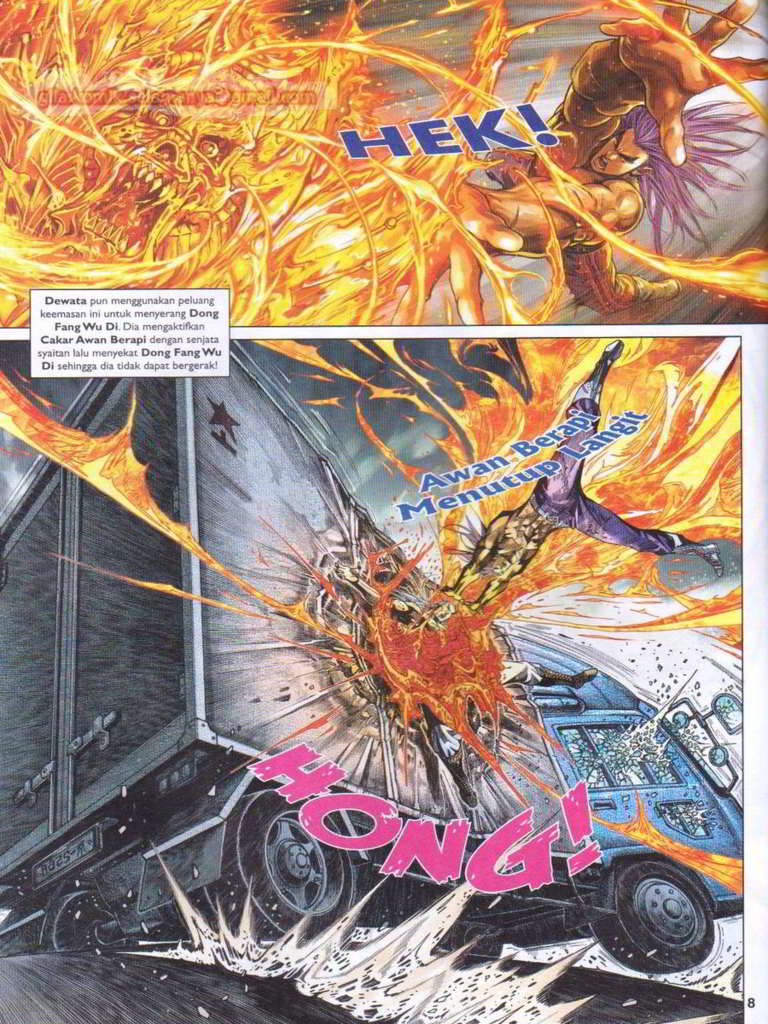 HEK!
Dewata pun menggunakan peluang
keemasan ini untuk menyerang Dong
Fang Wu Di. Dia mengaktifkan
Cakar Awan Berapi dengan senjata
syaitan lalu menyekat Dong Fang Wu
Di sehingga dia tidak dapat bergerak!
Awan Berapi
Menutup Langit
HONG!
8